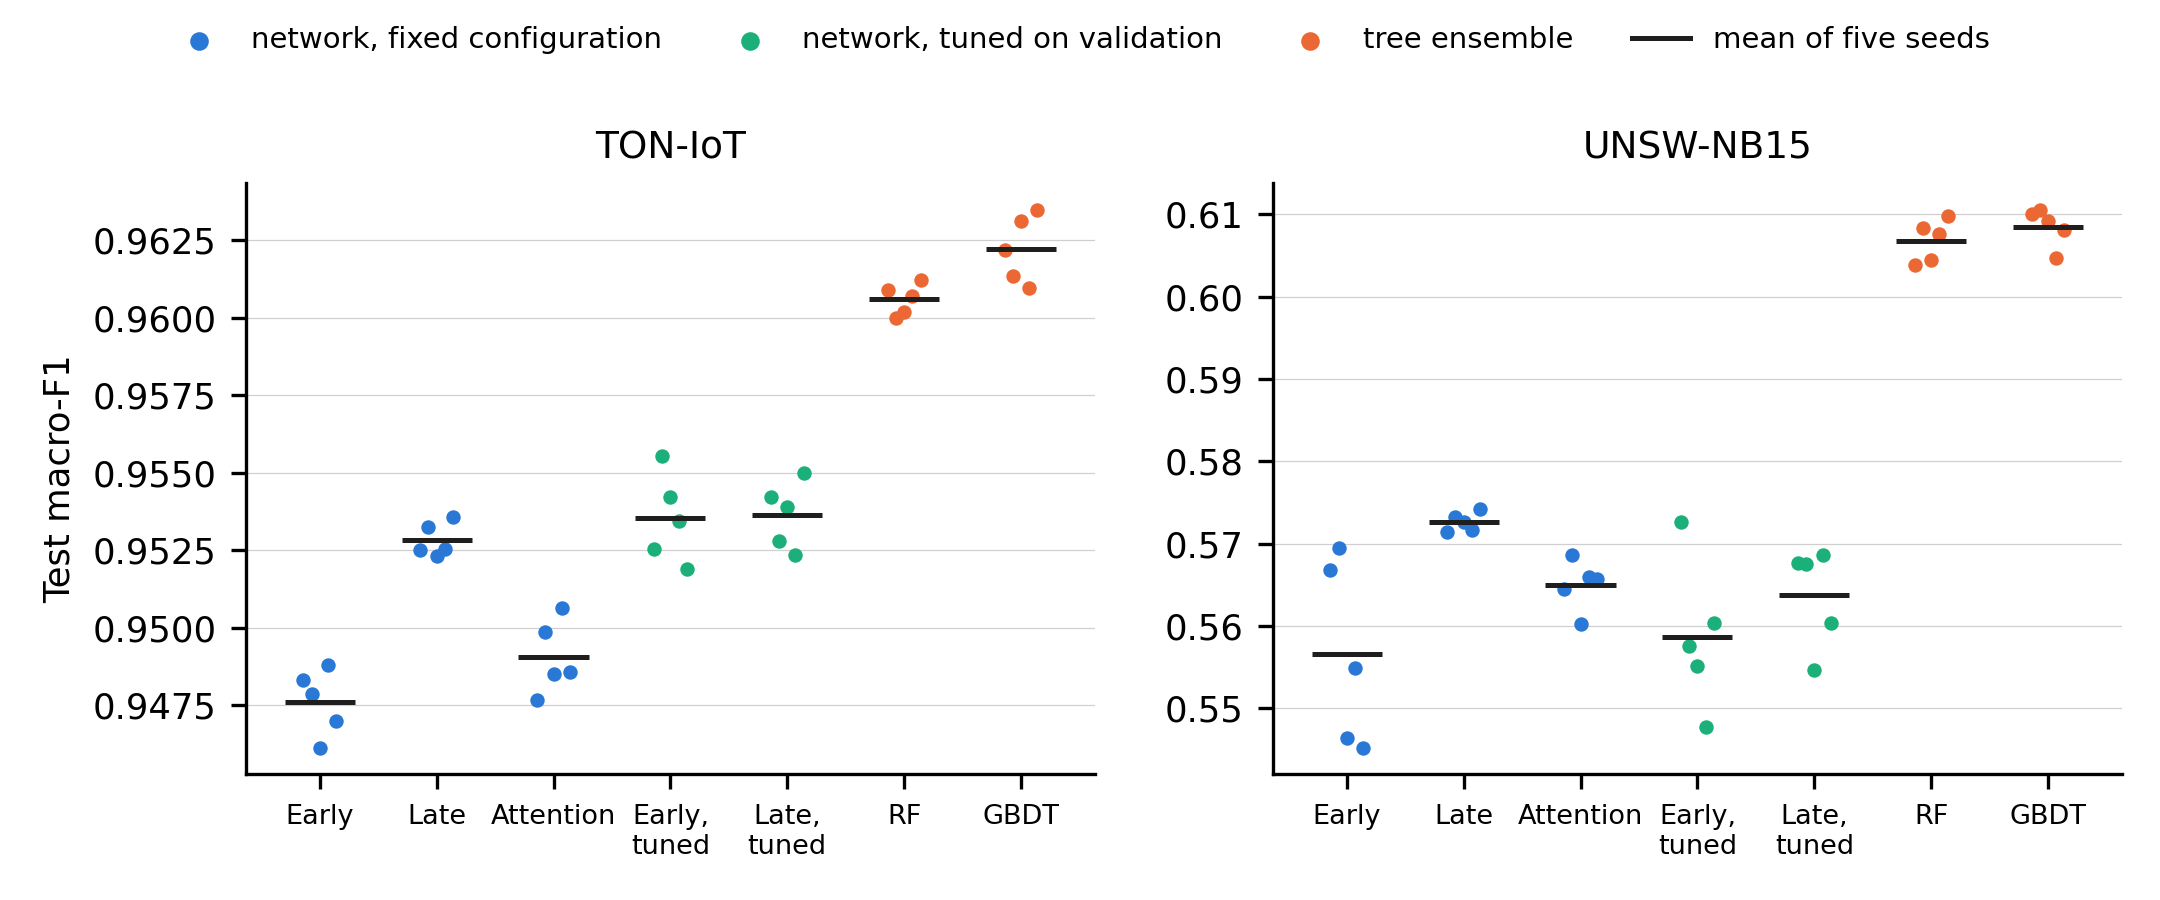 network, fixed configuration network, tuned on validation tree ensemble mean of five seeds
TON-IoT
Test macro-F1
0.9625
0.9600
0.9575
0.9550
0.9525
0.9500
0.9475
Early Late Attention Early, tuned Late, tuned RF GBDT
UNSW-NB15
0.61
0.60
0.59
0.58
0.57
0.56
0.55
Early Late Attention Early, tuned Late, tuned RF GBDT